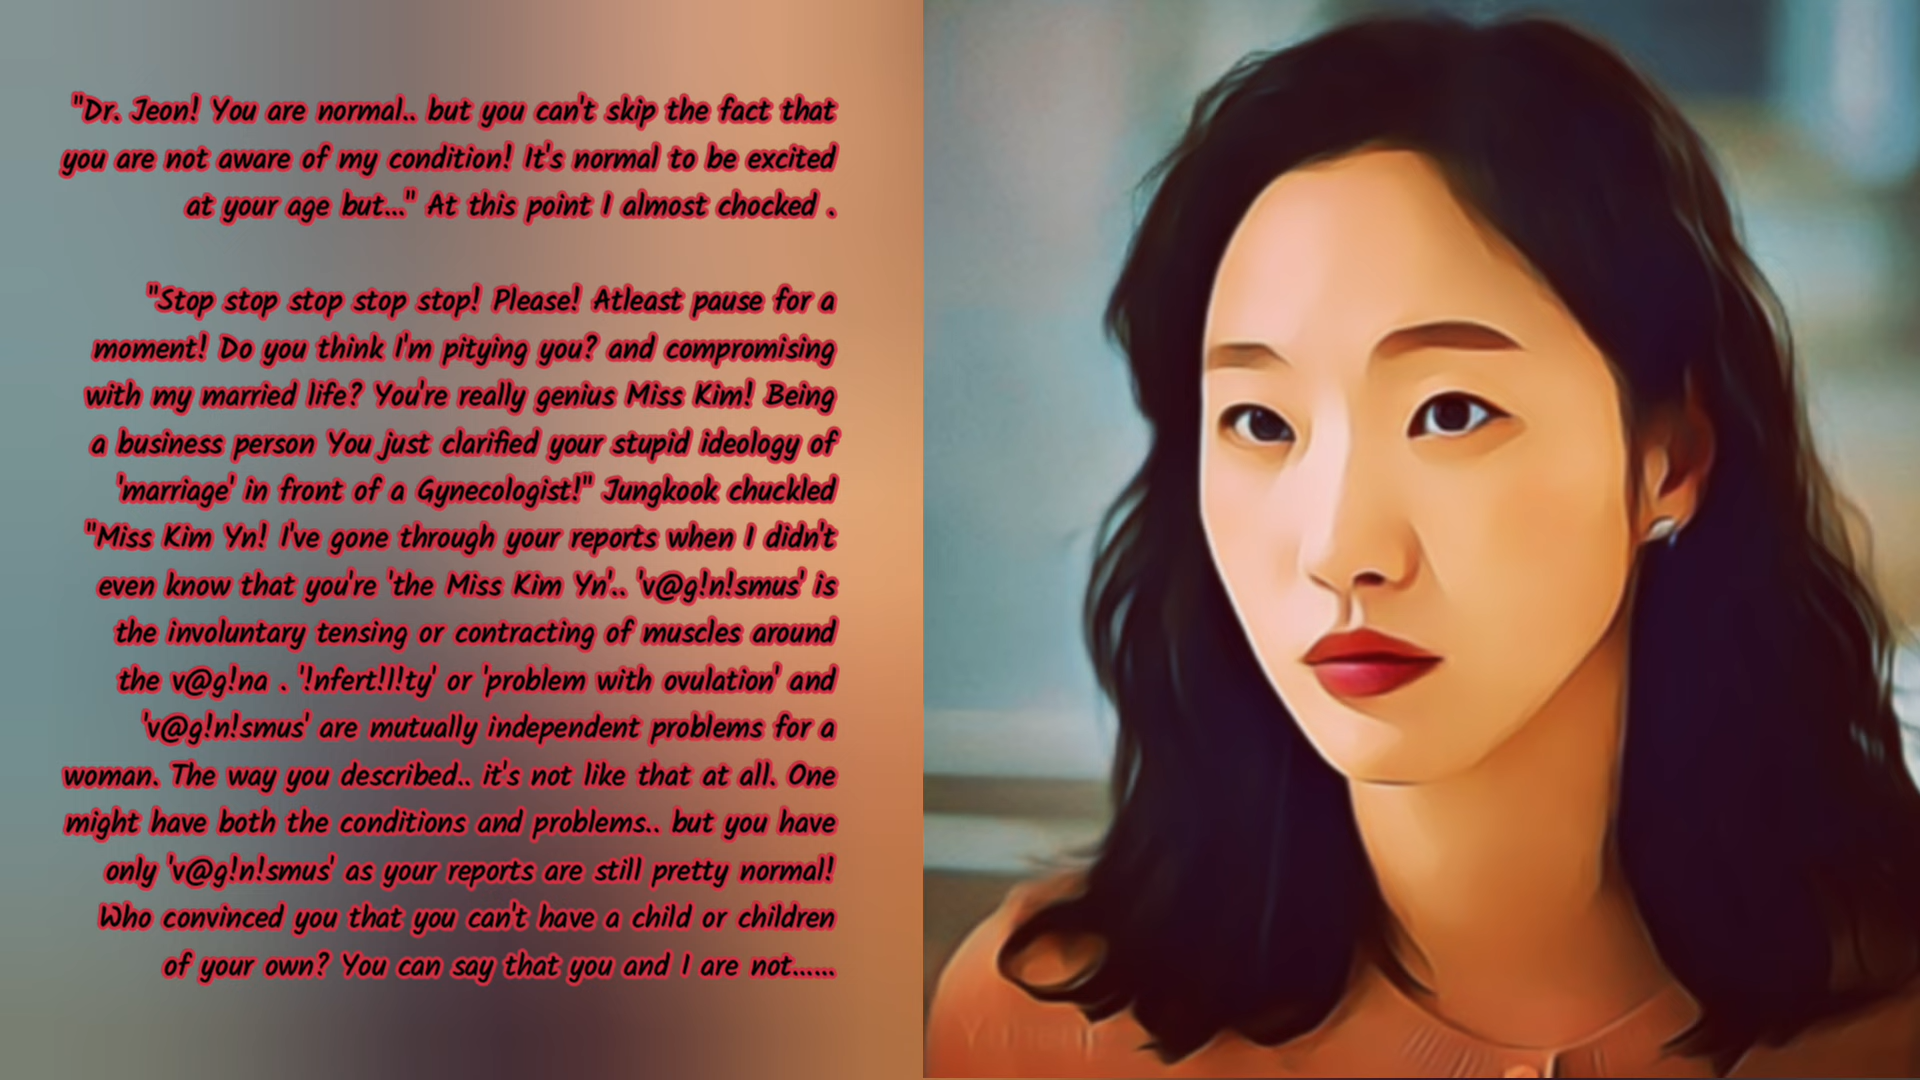 "Dr. Jeon! You are normal.. but you can't skip the fact that
you are not aware of my condition! It's normal to be excited
at your age but..." At this point I almost chocked .
"Stop stop stop stop stop! Please! Atleast pause for a
moment! Do you think I'm pitying you? and compromising
with my married life? You're really genius Miss Kim! Being
a business person You just clarified your stupid ideology of
'marriage' in front of a Gynecologist!" Jungkook chuckled
"Miss Kim Yn! I've gone through your reports when I didn't
even know that you're 'the Miss Kim Yn'.. 'v@g!n!smus' is
the involuntary tensing or contracting of muscles around
the v@g!na . '!nfert!l!ty' or 'problem with ovulation' and
'v@g!n!smus' are mutually independent problems for a
woman. The way you described.. it's not like that at all. One
might have both the conditions and problems.. but you have
only 'v@g!n!smus' as your reports are still pretty normal!
Who convinced you that you can't have a child or children
of your own? You can say that you and I are not......